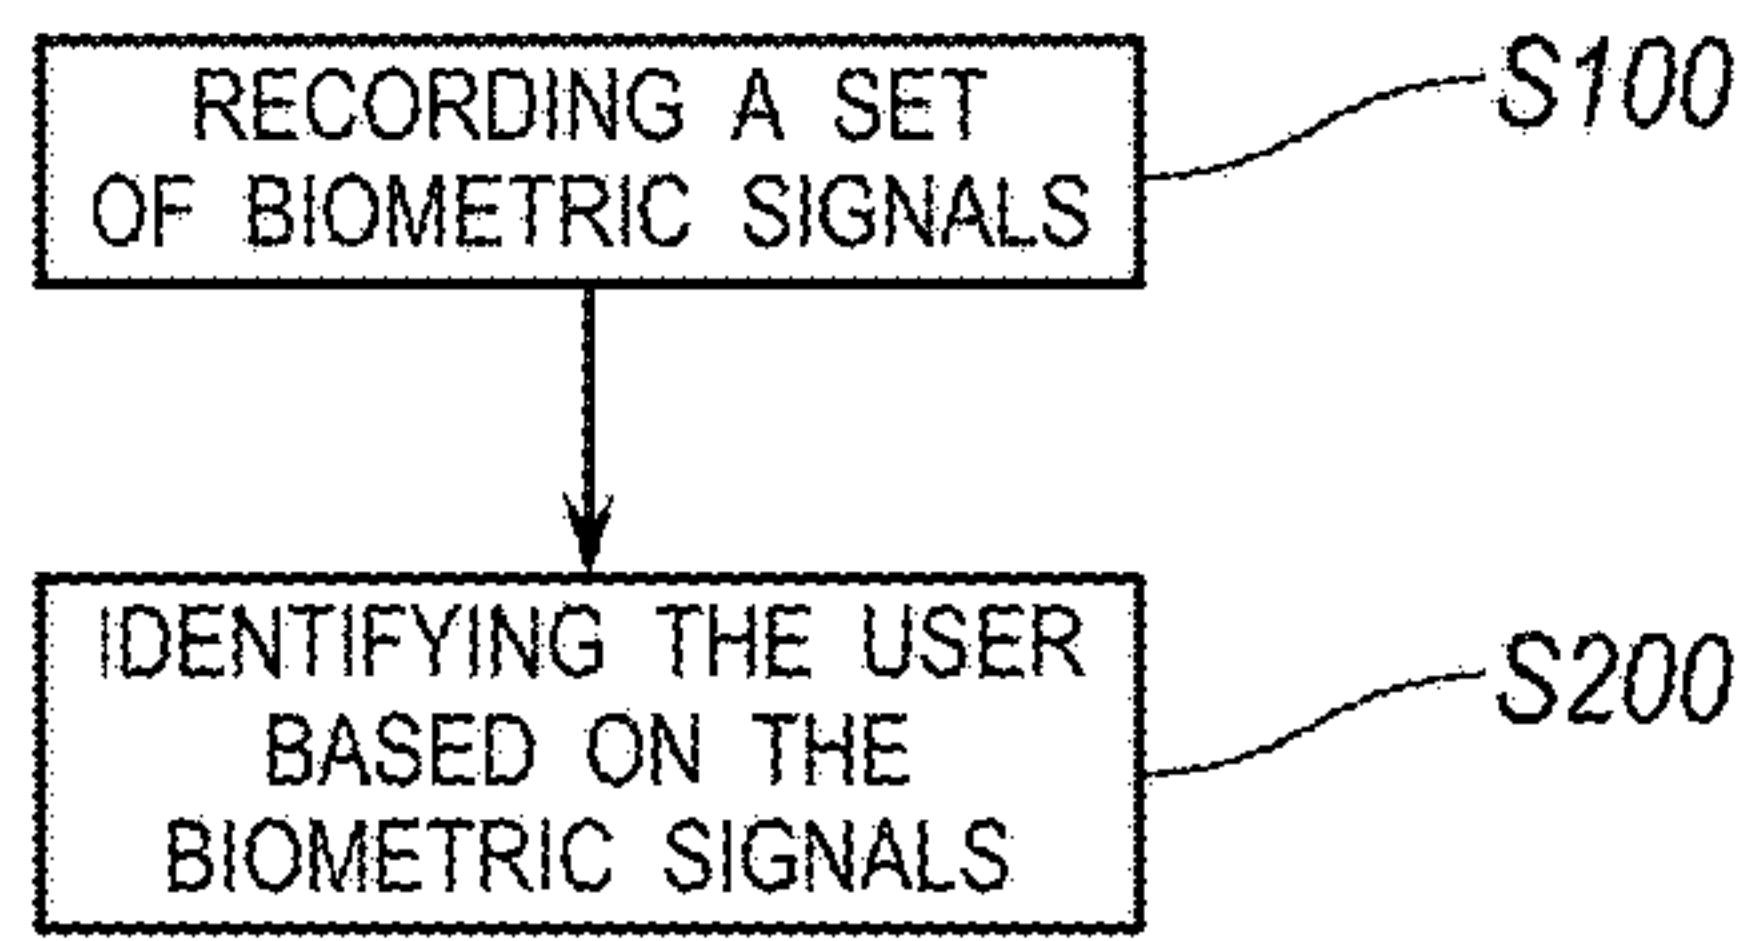 RECORDING A SET
OF BIOMETRIC SIGNALS
S100
IDENTIFYING THE USER
BASED ON THE
BIOMETRIC SIGNALS
S200